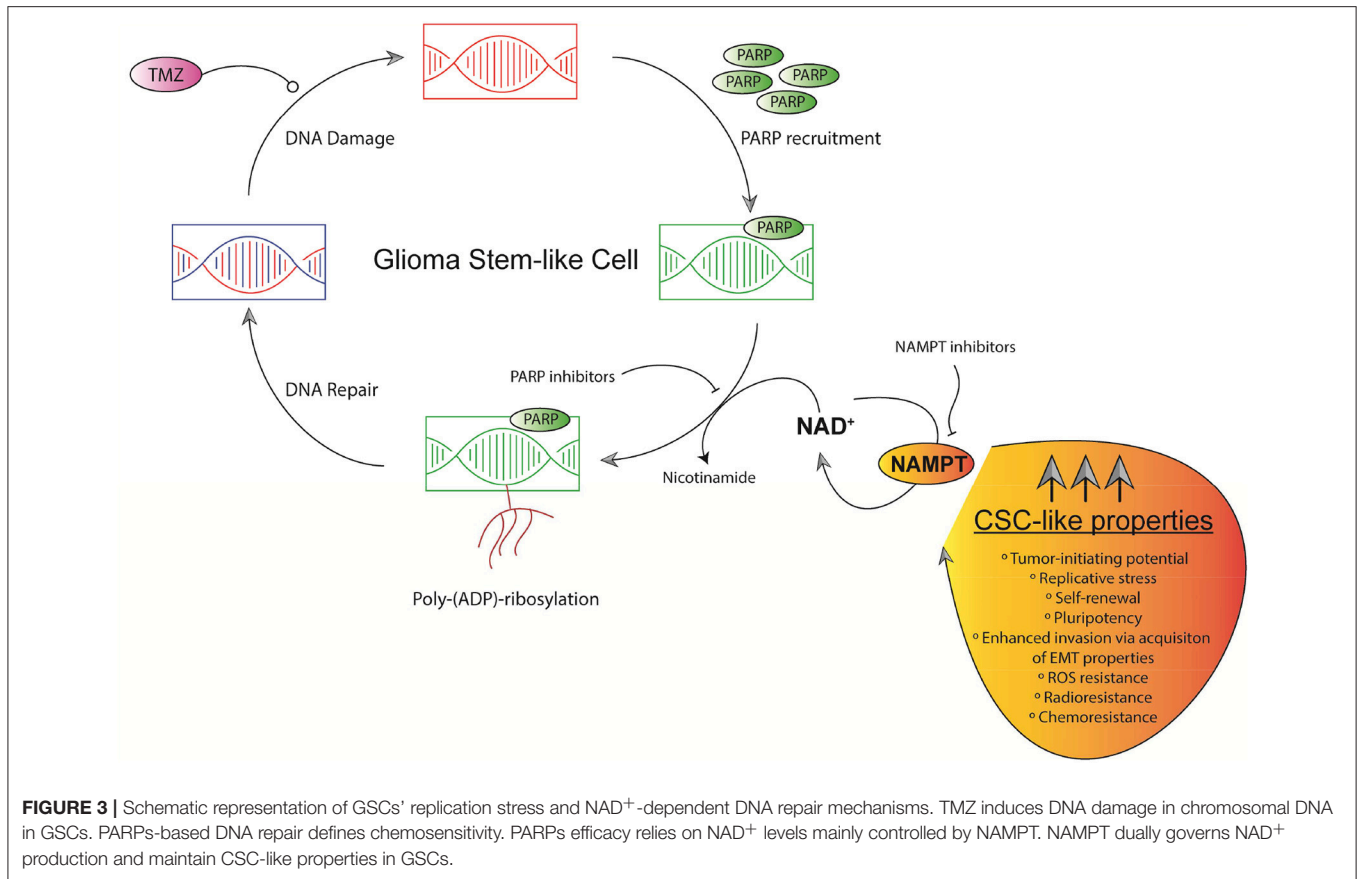 TMZ
DNA Damage
PARP
PARP
PARP
PARP
PARP
PARP recruitment
PARP
Glioma Stem-like Cell
NAMPT inhibitors
PARP inhibitors
DNA Repair
PARP
NAD⁺
NAMPT
Nicotinamide
Poly-(ADP)-ribosylation
CSC-like properties
º Tumor-initiating potential
º Replicative stress
º Self-renewal
º Pluripotency
º Enhanced invasion via acquisiton
of EMT properties
º ROS resistance
º Radioresistance
º Chemoresistance
FIGURE 3 | Schematic representation of GSCs' replication stress and NAD⁺-dependent DNA repair mechanisms. TMZ induces DNA damage in chromosomal DNA
in GSCs. PARPs-based DNA repair defines chemosensitivity. PARPs efficacy relies on NAD⁺ levels mainly controlled by NAMPT. NAMPT dually governs NAD⁺
production and maintain CSC-like properties in GSCs.